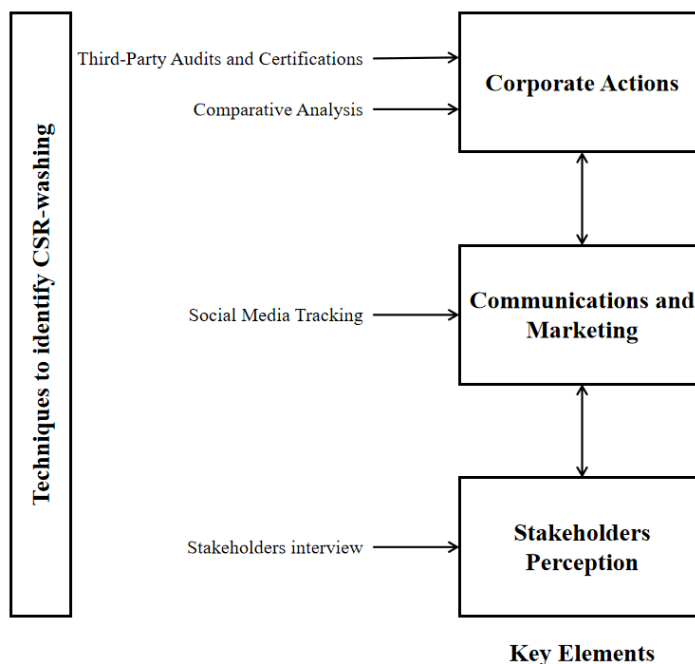 Techniques to identify CSR-washing
Third-Party Audits and Certifications
Comparative Analysis
Corporate Actions
Social Media Tracking
Communications and
Marketing
Stakeholders interview
Stakeholders
Perception
Key Elements